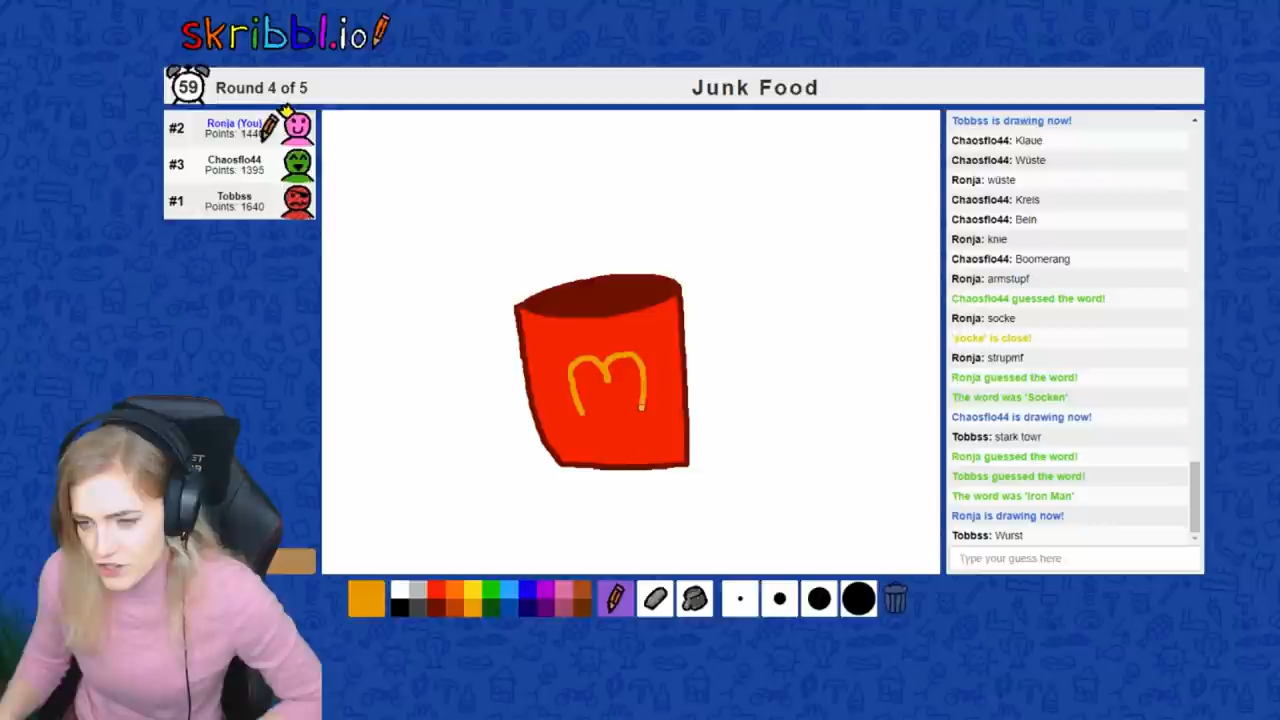 skribbl.io
59
Round 4 of 5
Junk Food
#2
Ronja (You)
Points: 1440
#3
Chaosflo44
Points: 1395
#1
Tobbss
Points: 1640
M
Tobbss is drawing now!
Chaosflo44: Klaue
Chaosflo44: Wüste
Ronja: wüste
Chaosflo44: Kreis
Chaosflo44: Bein
Ronja: knie
Chaosflo44: Boomerang
Ronja: armstupf
Chaosflo44 guessed the word!
Ronja: socke
'socke' is close!
Ronja: strupmf
Ronja guessed the word!
The word was 'Socken'
Chaosflo44 is drawing now!
Tobbss: stark towr
Ronja guessed the word!
Tobbss guessed the word!
The word was 'Iron Man'
Ronja is drawing now!
Tobbss: Wurst
Type your guess here